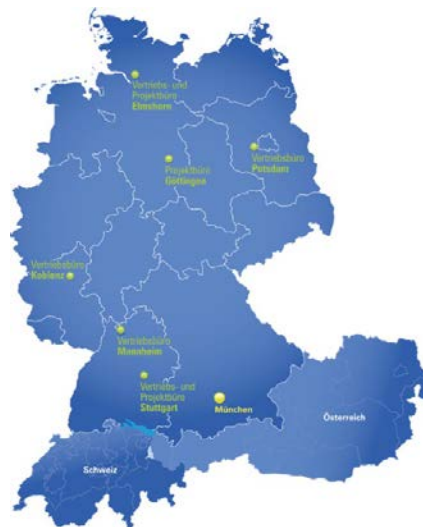 Vertriebs- und
Projektbüro
Elmshorn
Projektbüro
Göttingen
Vertriebsbüro
Potsdam
Vertriebsbüro
Koblenz
Vertriebsbüro
Mannheim
Vertriebs- und
Projektbüro
Stuttgart
München
Österreich
Schweiz